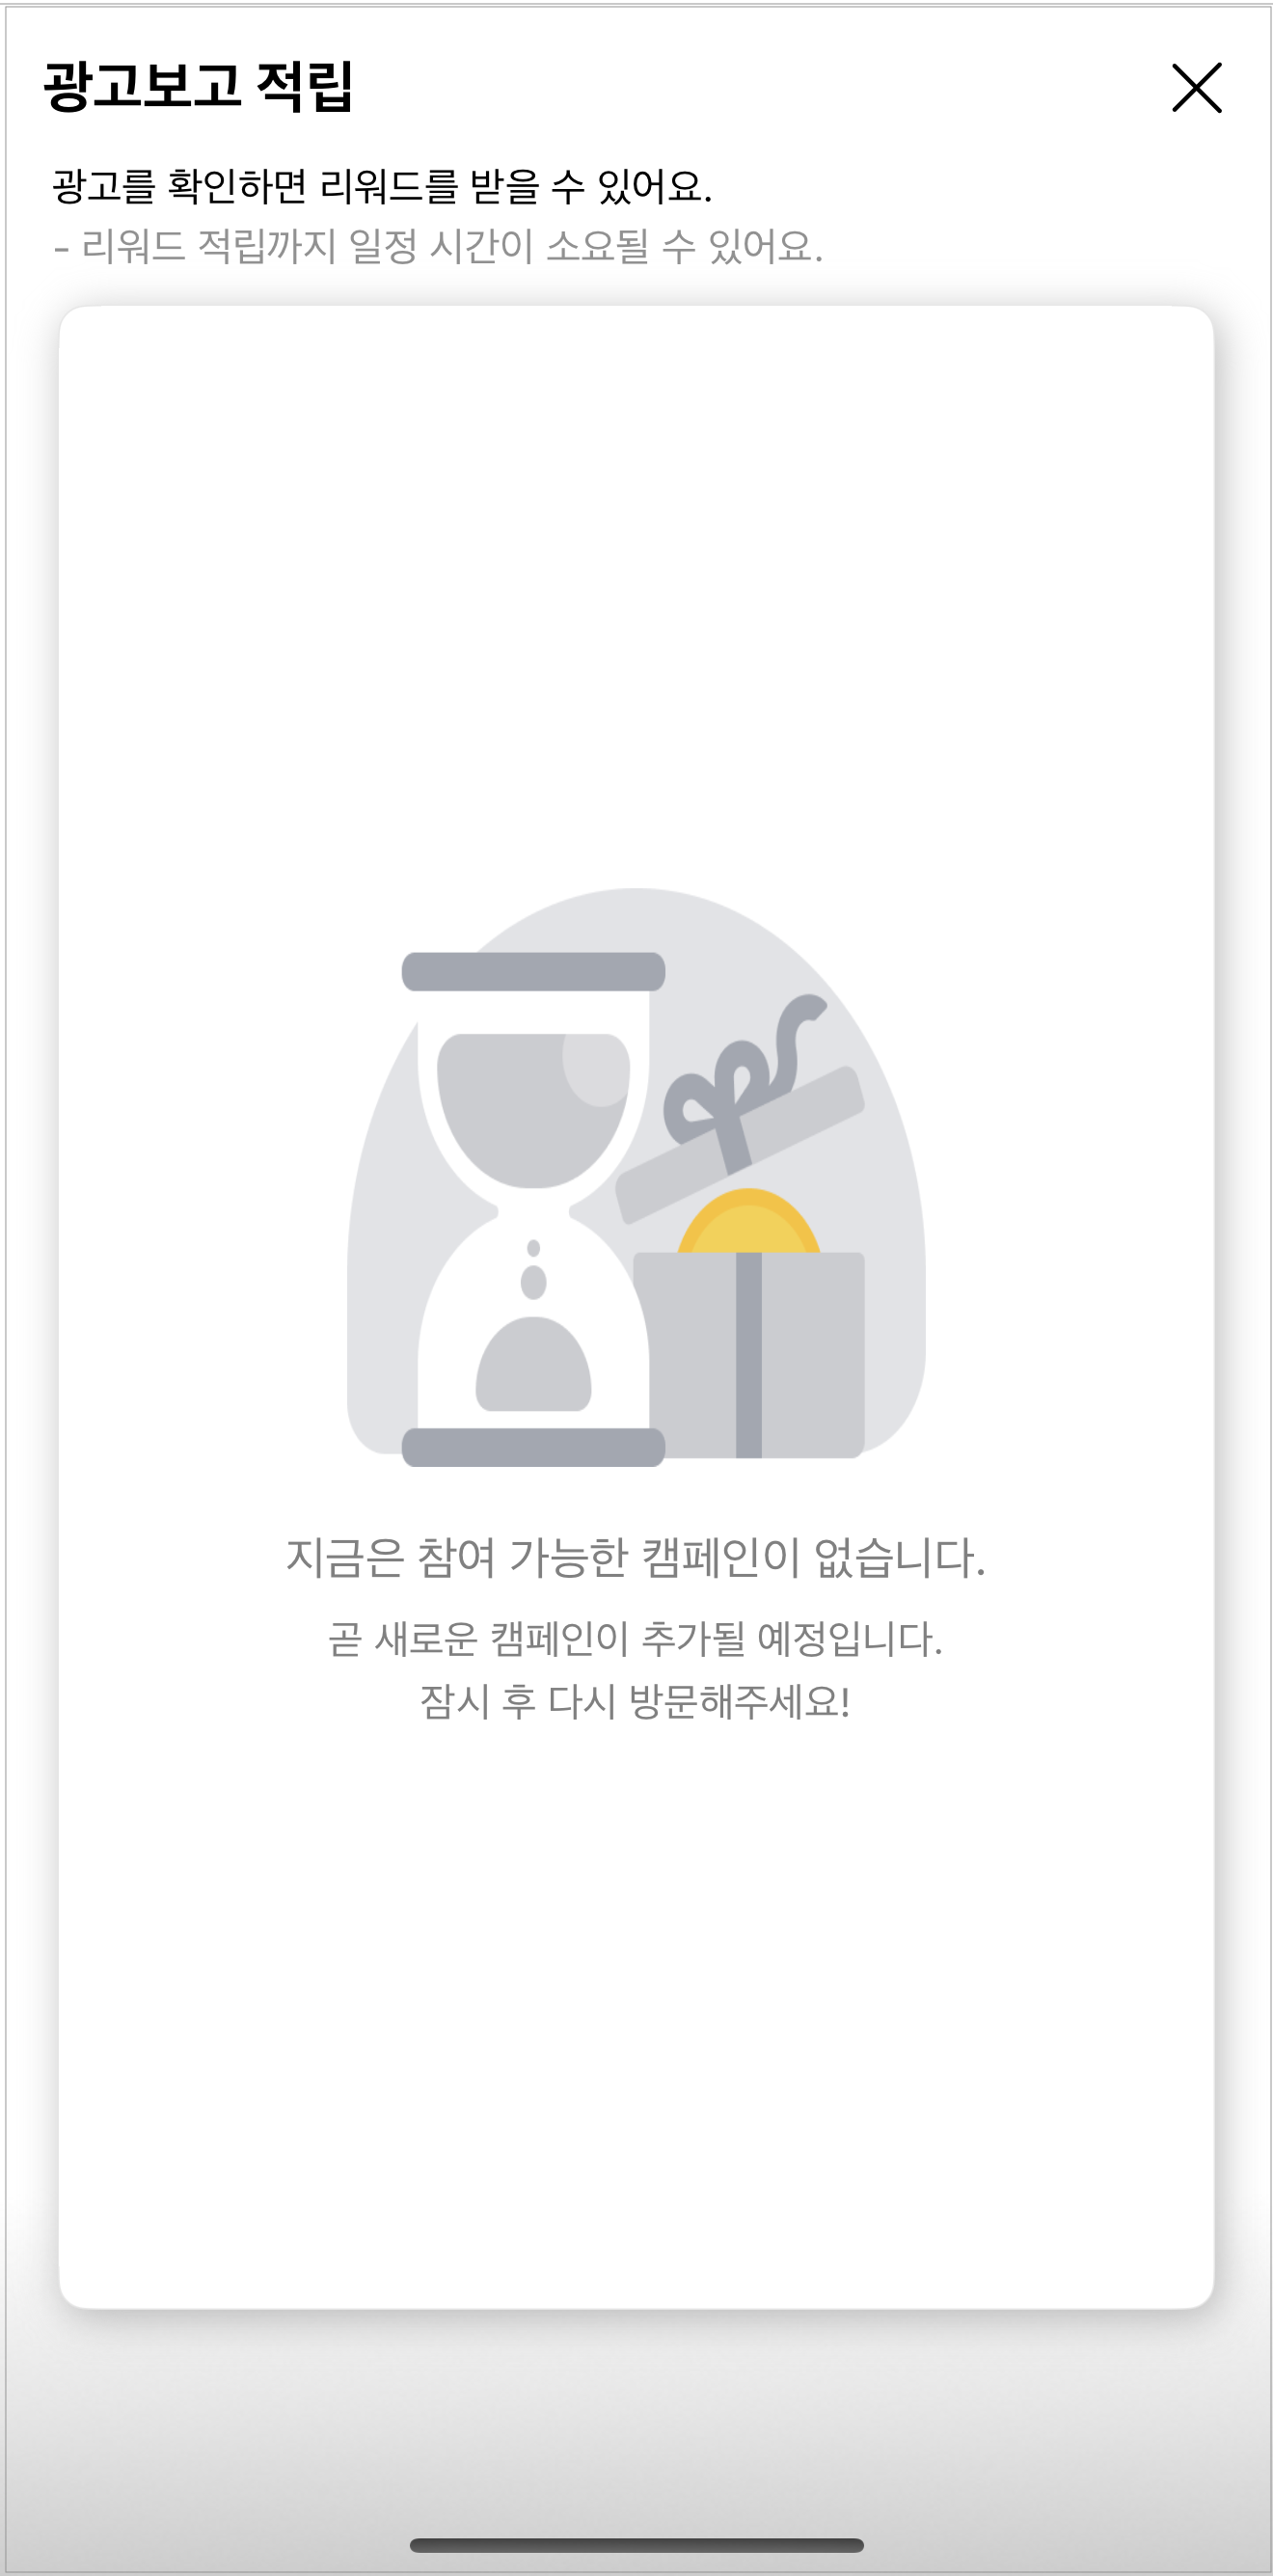 광고보고 적립
광고를 확인하면 리워드를 받을 수 있어요.
- 리워드 적립까지 일정 시간이 소요될 수 있어요.
지금은 참여 가능한 캠페인이 없습니다.
곧 새로운 캠페인이 추가될 예정입니다.
잠시 후 다시 방문해주세요!